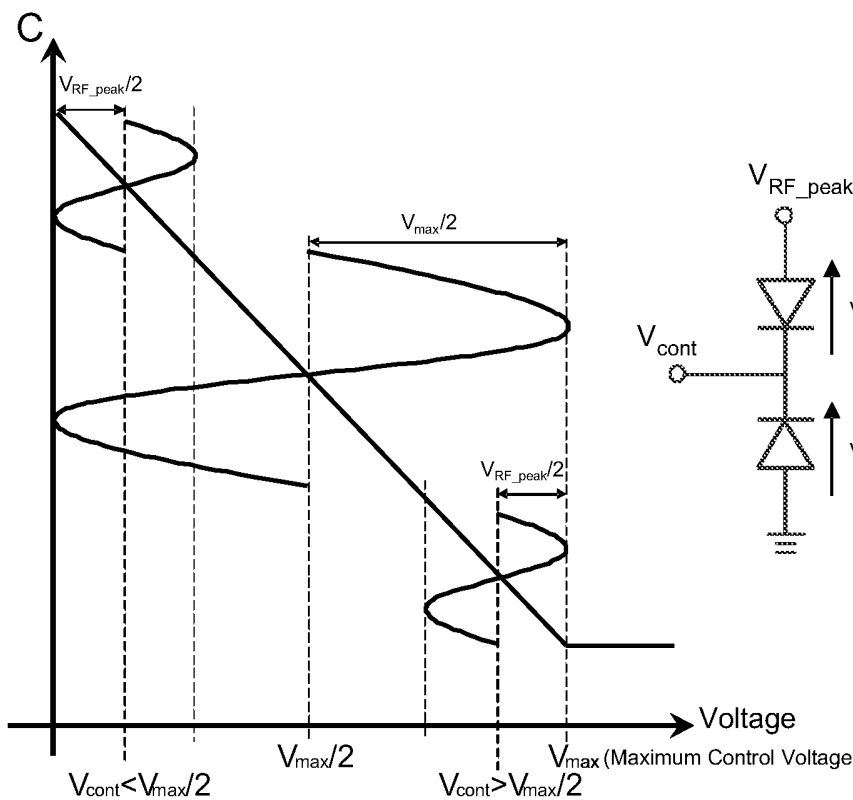 C
V_RF_peak/2
V_max/2
V_RF_peak/2
V_RF_peak
V
V_cont
V
Voltage
V_max/2
V_max (Maximum Control Voltage
V_cont<V_max/2
V_cont>V_max/2